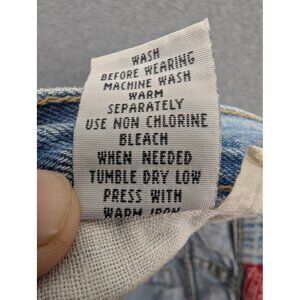 WASH
BEFORE WEARING
MACHINE WASH
WARM
SEPARATELY
USE NON CHLORINE
BLEACH
WHEN NEEDED
TUMBLE DRY LOW
PRESS WITH
WARM IRON